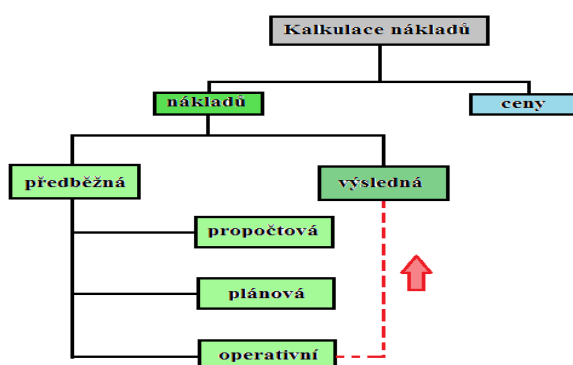 Kalkulace nákladů
nákladů
ceny
předběžná
výsledná
propočtová
plánová
operativní